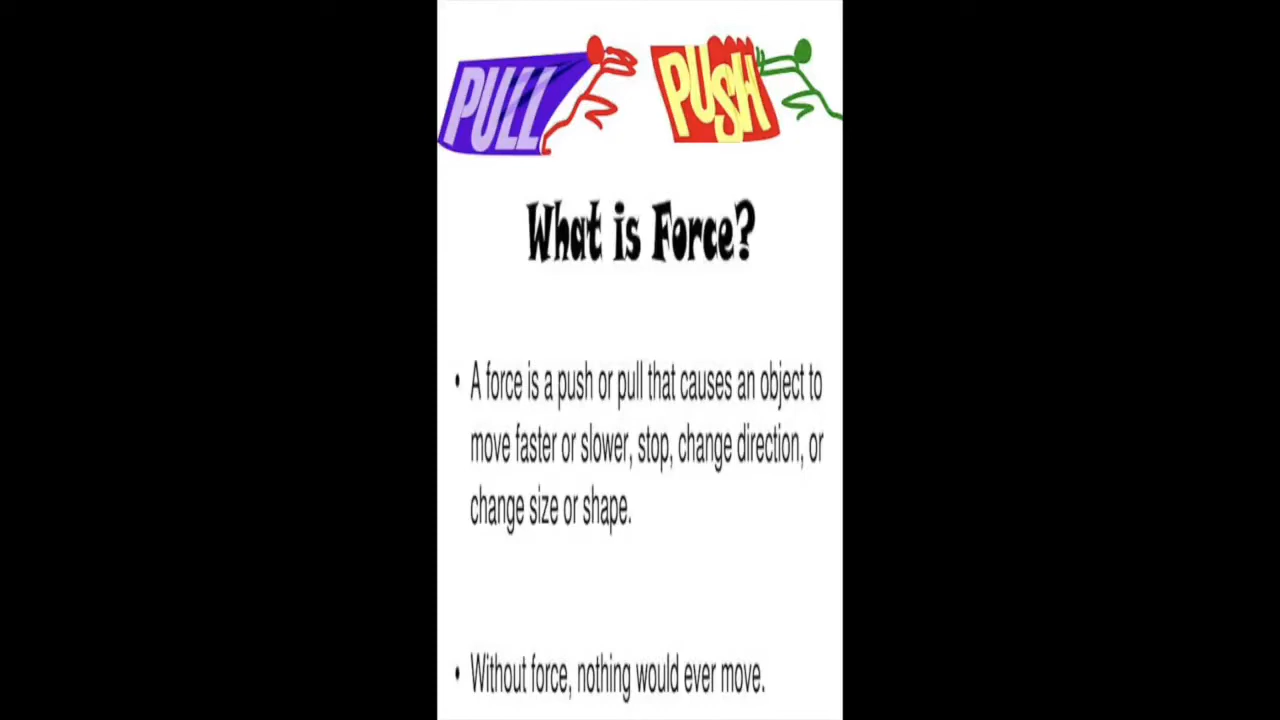 PULL PUSH
What is Force?
• A force is a push or pull that causes an object to
move faster or slower, stop, change direction, or
change size or shape.
• Without force, nothing would ever move.